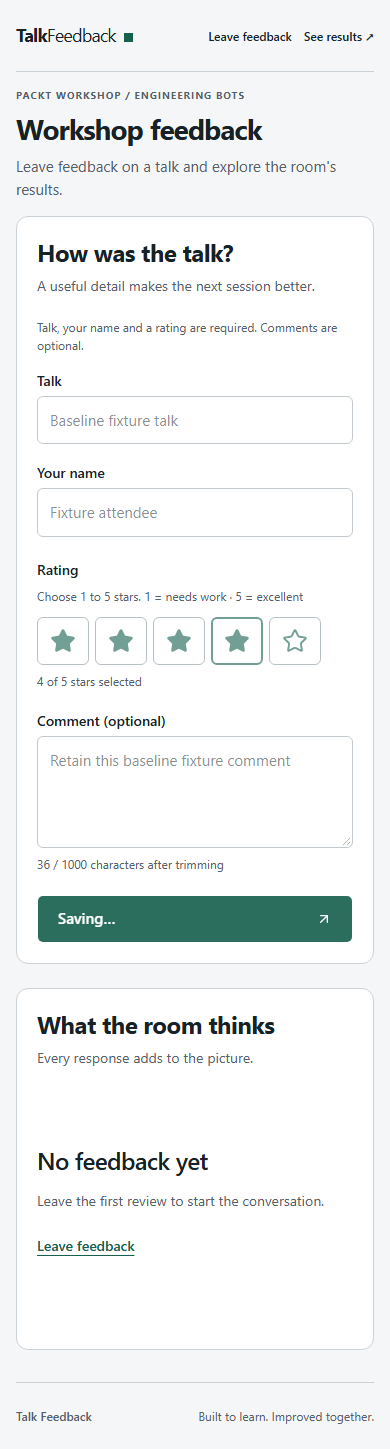 TalkFeedback
Leave feedback See results ↗
PACKT WORKSHOP / ENGINEERING BOTS
Workshop feedback
Leave feedback on a talk and explore the room's
results.
How was the talk?
A useful detail makes the next session better.
Talk, your name and a rating are required. Comments are
optional.
Talk
Baseline fixture talk
Your name
Fixture attendee
Rating
Choose 1 to 5 stars. 1 = needs work · 5 = excellent
4 of 5 stars selected
Comment (optional)
Retain this baseline fixture comment
36 / 1000 characters after trimming
Saving...
What the room thinks
Every response adds to the picture.
No feedback yet
Leave the first review to start the conversation.
Leave feedback
Talk Feedback
Built to learn. Improved together.